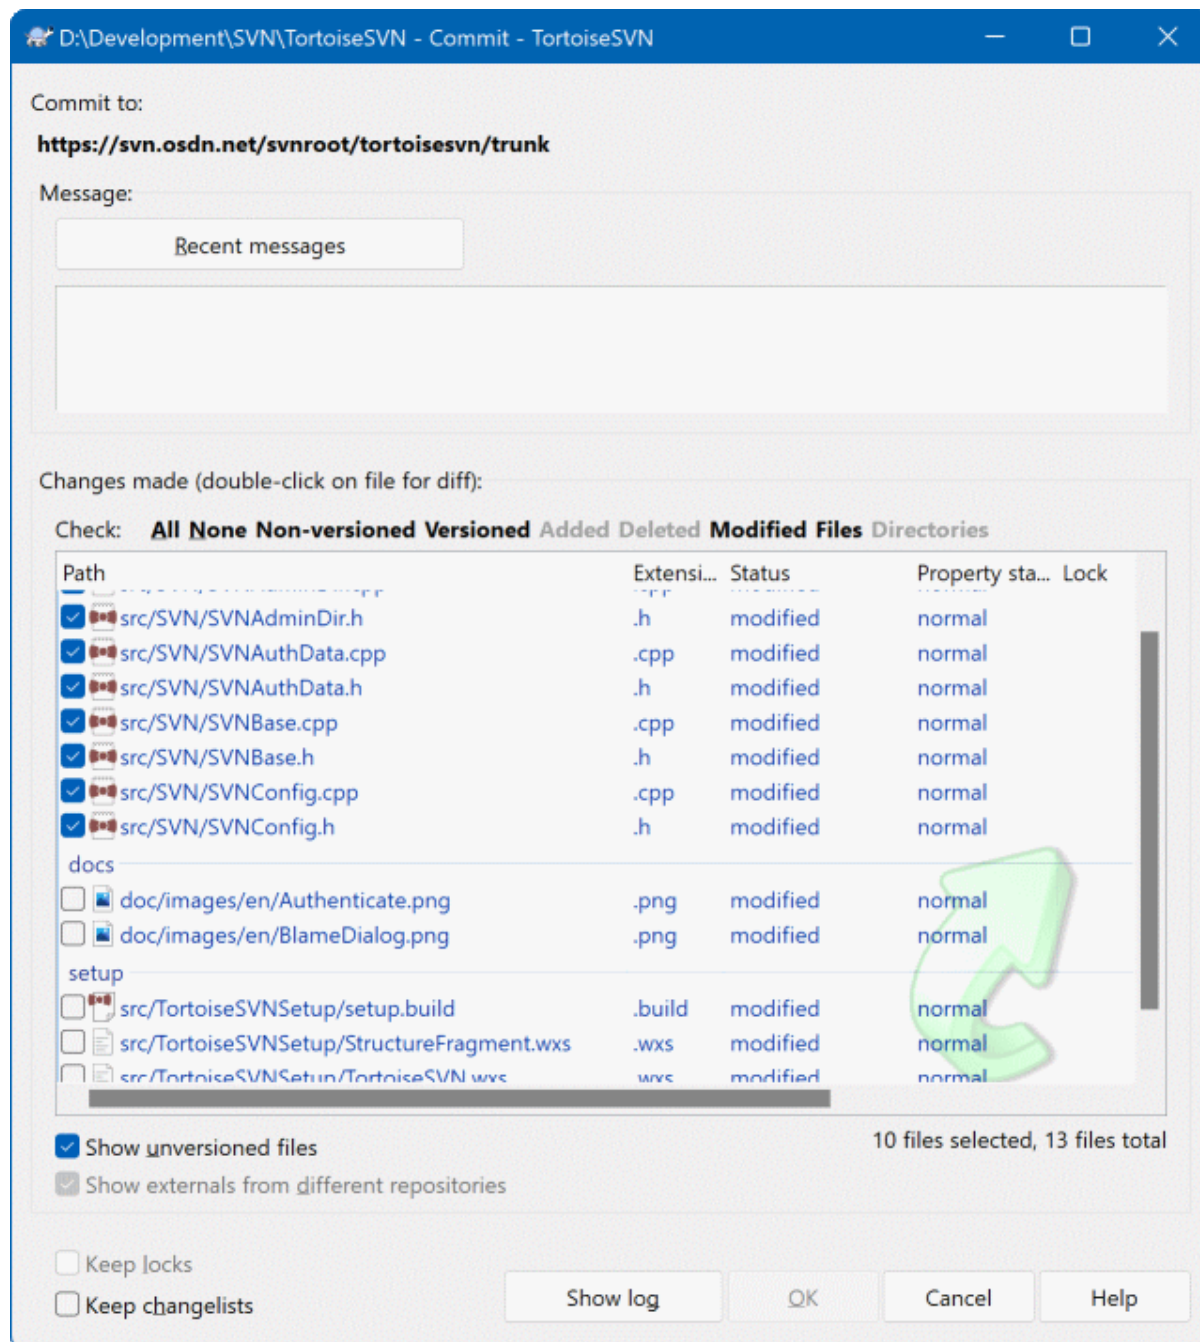 D:\Development\SVN\TortoiseSVN - Commit - TortoiseSVN
Commit to:
https://svn.osdn.net/svnroot/tortoisesvn/trunk
Message:
Recent messages
Changes made (double-click on file for diff):
Check: All None Non-versioned Versioned Added Deleted Modified Files Directories
Path Extensi... Status Property sta... Lock
src/SVN/SVNAdminDir.h .h modified normal
src/SVN/SVNAuthData.cpp .cpp modified normal
src/SVN/SVNAuthData.h .h modified normal
src/SVN/SVNBase.cpp .cpp modified normal
src/SVN/SVNBase.h .h modified normal
src/SVN/SVNConfig.cpp .cpp modified normal
src/SVN/SVNConfig.h .h modified normal
docs
doc/images/en/Authenticate.png .png modified normal
doc/images/en/BlameDialog.png .png modified normal
setup
src/TortoiseSVNSetup/setup.build .build modified normal
src/TortoiseSVNSetup/StructureFragment.wxs .wxs modified normal
src/TortoiseSVNSetup/TortoiseSVN.wxs .wxs modified normal
Show unversioned files 10 files selected, 13 files total
Show externals from different repositories
Keep locks
Keep changelists
Show log OK Cancel Help